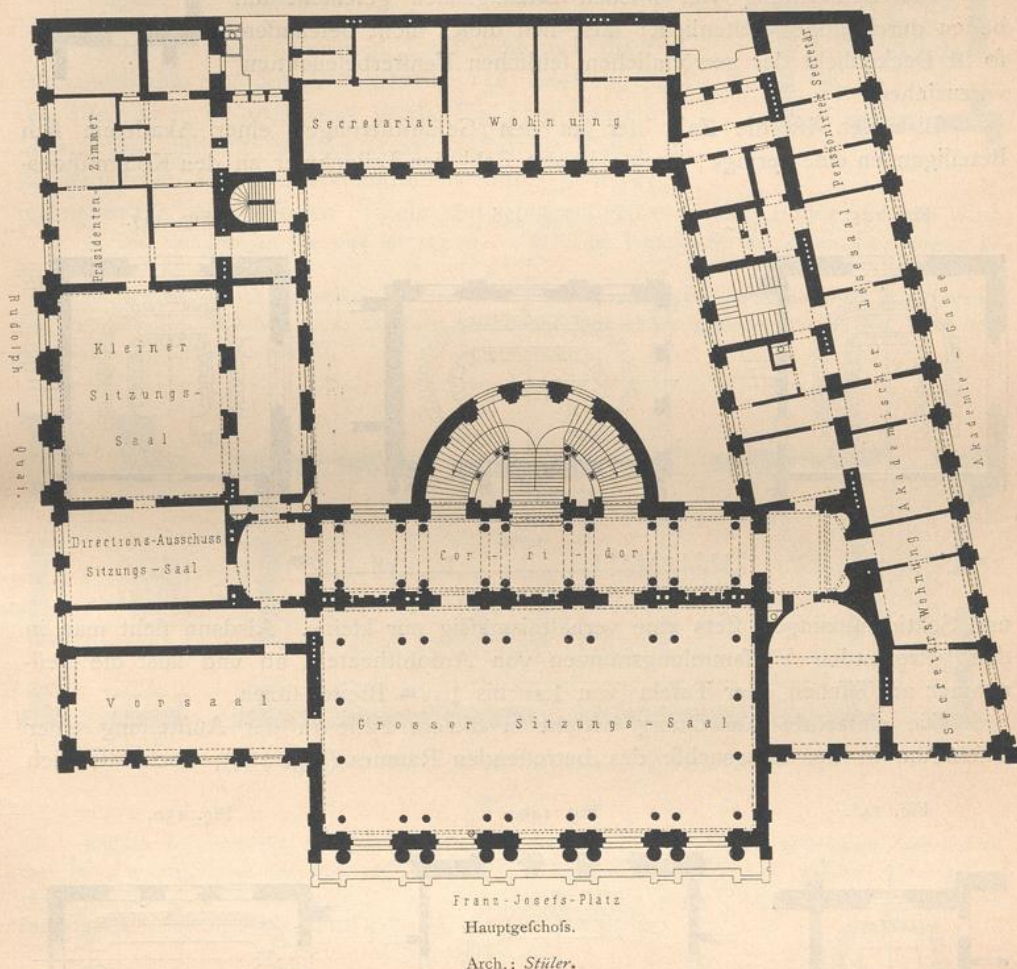 Secretariat Wohnung
Pensionirter Secretär
Präsidenten-Zimmer
Lesesaal
Akademischer
Akademie - Gasse
Rudolph - Quai.
Kleiner
Sitzungs-
Saal
Directions-Ausschuss
Sitzungs-Saal
Cor - ri - dor
Secretärs Wohnung
Vorsaal
Grosser Sitzungs-Saal
Franz-Josefs-Platz
Hauptgeſchoſs.
Arch.: Stüler.